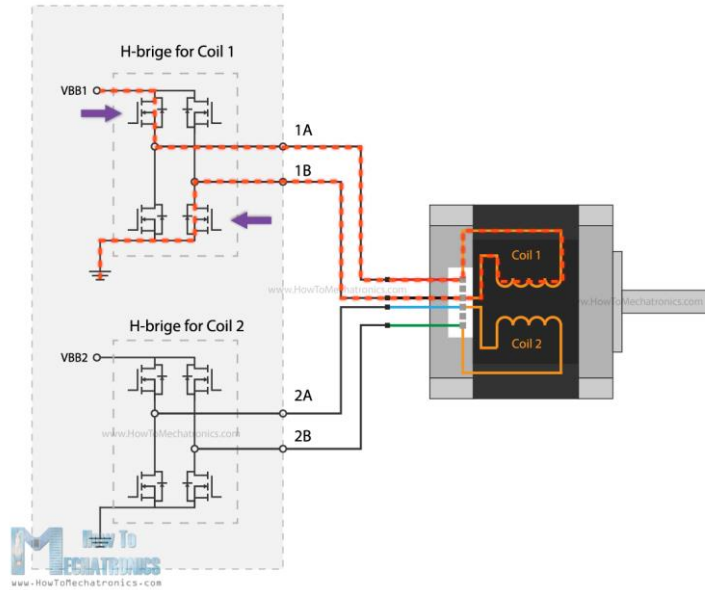 H-brige for Coil 1
VBB1
1A
1B
Coil 1
www.HowToMechatronics.com
www.HowToMechatronics.com
H-brige for Coil 2
Coil 2
VBB2
2A
www.HowToMechatronics.com
2B
How To
MECHATRONICS
www.HowToMechatronics.com